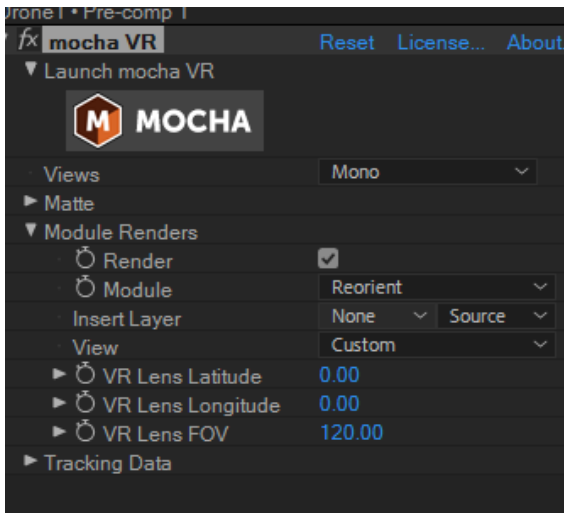 Drone1 • Pre-comp 1
fx mocha VR Reset License... About.
Launch mocha VR
M MOCHA
Views Mono
Matte
Module Renders
Render
Module Reorient
Insert Layer None Source
View Custom
VR Lens Latitude 0.00
VR Lens Longitude 0.00
VR Lens FOV 120.00
Tracking Data